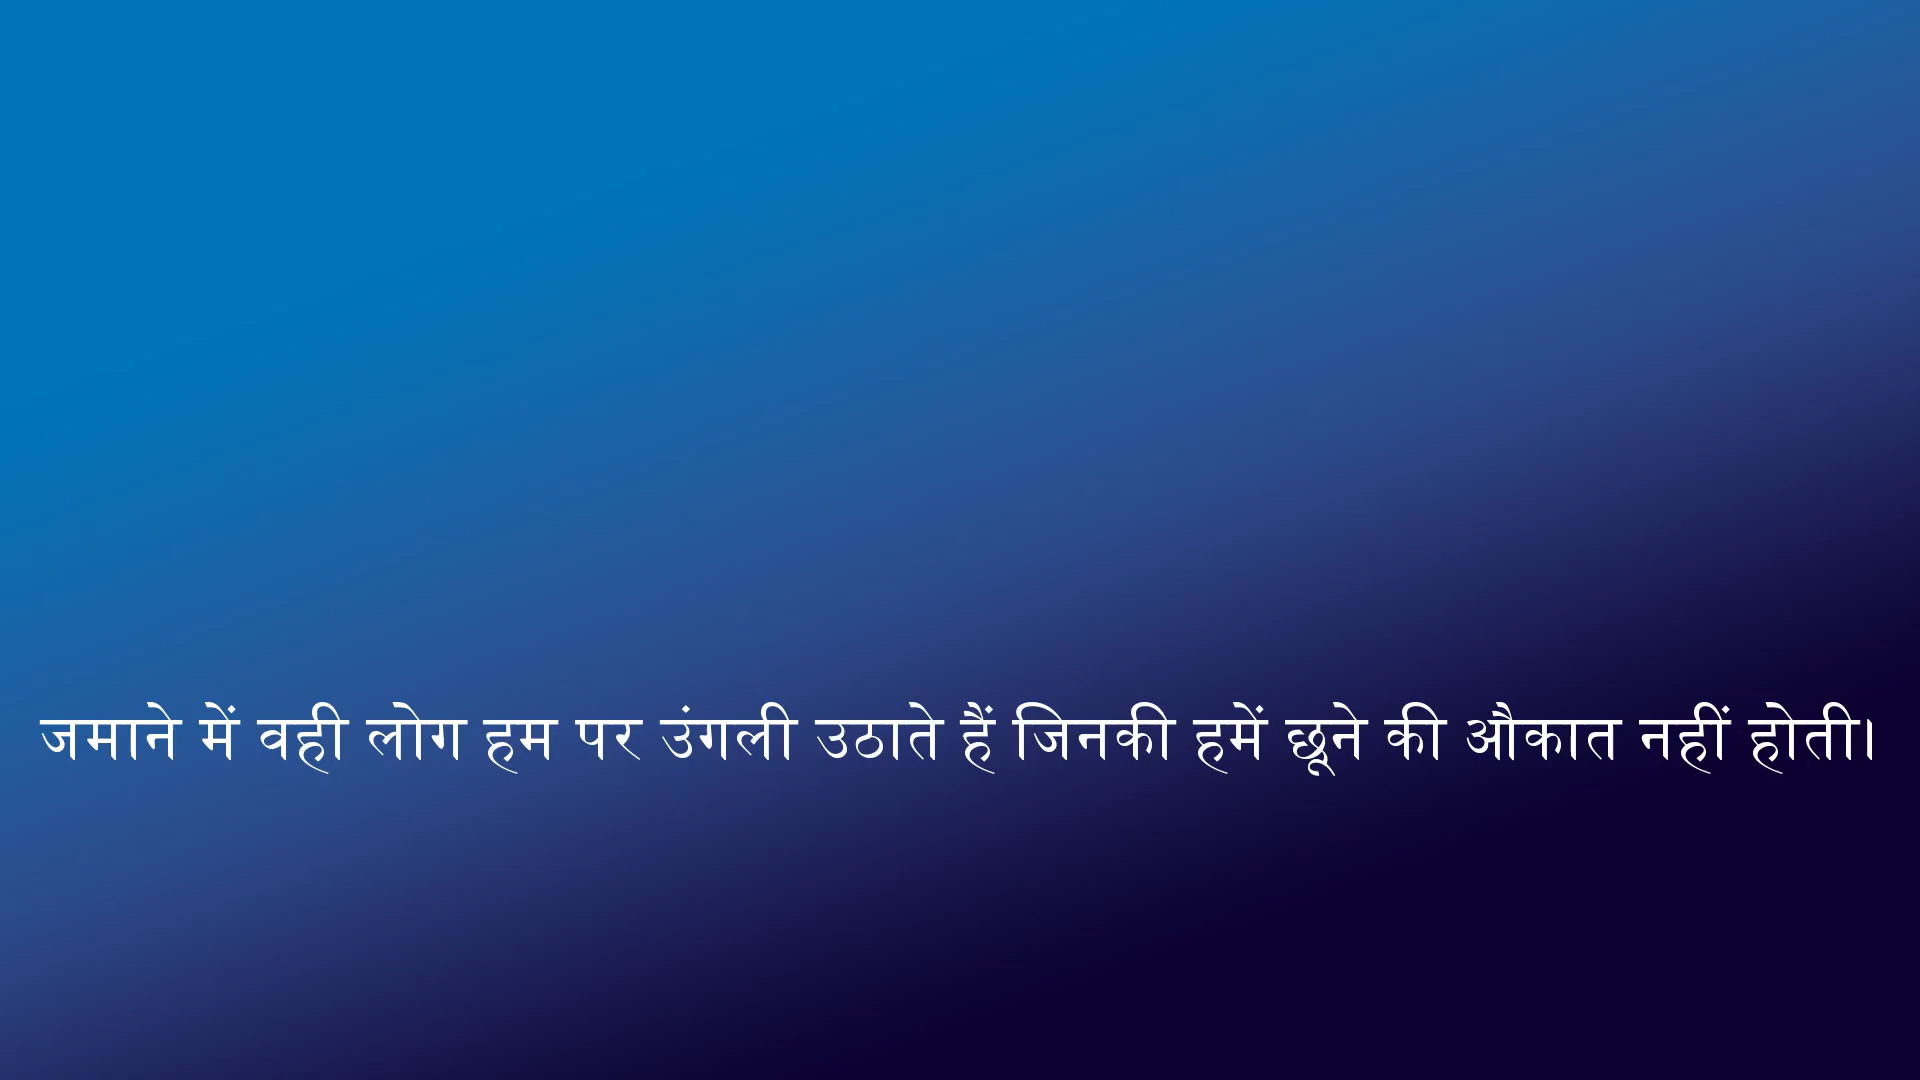 जमाने में वही लोग हम पर उंगली उठाते हैं जिनकी हमें छूने की औकात नहीं होती।